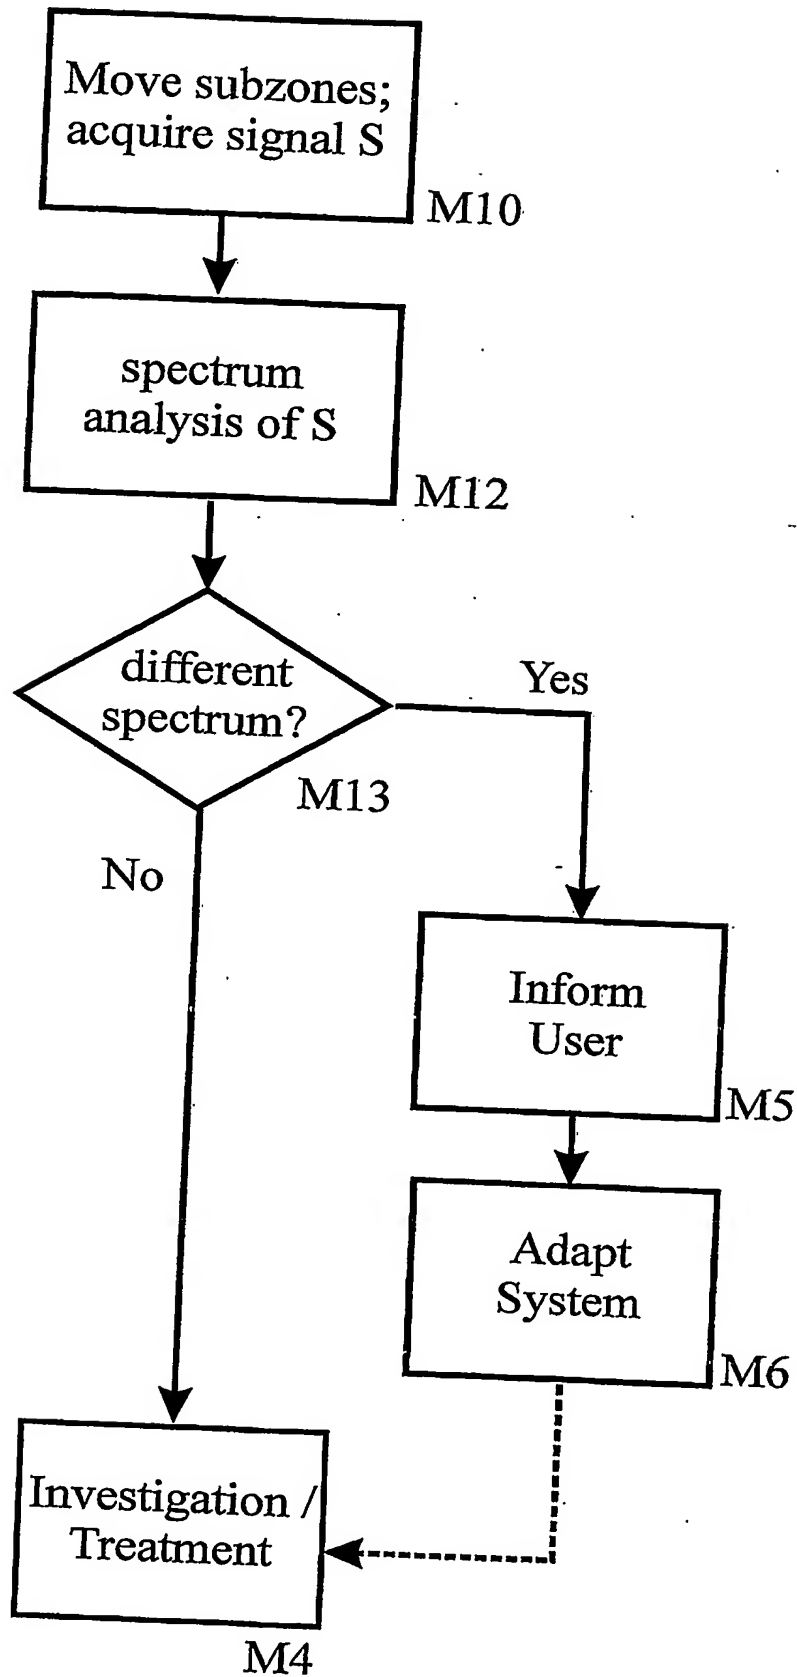 Move subzones;
acquire signal S
M10
spectrum
analysis of S
M12
different
spectrum?
M13
Yes
No
Inform
User
M5
Adapt
System
M6
Investigation /
Treatment
M4